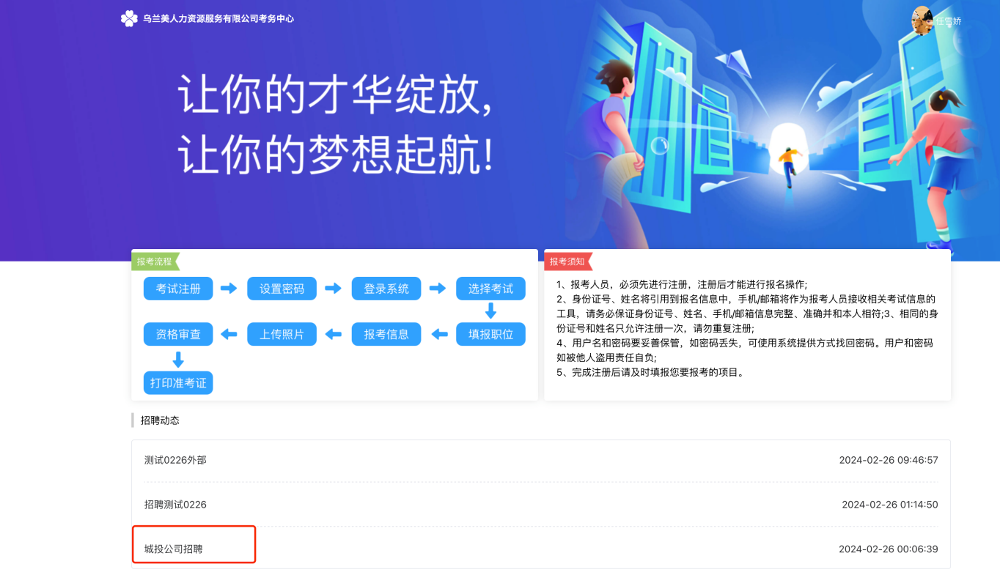 乌兰美人力资源服务有限公司考务中心
任雪娇
让你的才华绽放,
让你的梦想起航!
报考流程
考试注册
设置密码
登录系统
选择考试
填报职位
报考信息
上传照片
资格审查
打印准考证
报考须知
1、报考人员，必须先进行注册，注册后才能进行报名操作;
2、身份证号、姓名将引用到报名信息中，手机/邮箱将作为报考人员接收相关考试信息的
工具，请务必保证身份证号、姓名、手机/邮箱信息完整、准确并和本人相符;3、相同的身
份证号和姓名只允许注册一次，请勿重复注册;
4、用户名和密码要妥善保管，如密码丢失，可使用系统提供方式找回密码。用户和密码
如被他人盗用责任自负;
5、完成注册后请及时填报您要报考的项目。
招聘动态
测试0226外部 2024-02-26 09:46:57
招聘测试0226 2024-02-26 01:14:50
城投公司招聘 2024-02-26 00:06:39